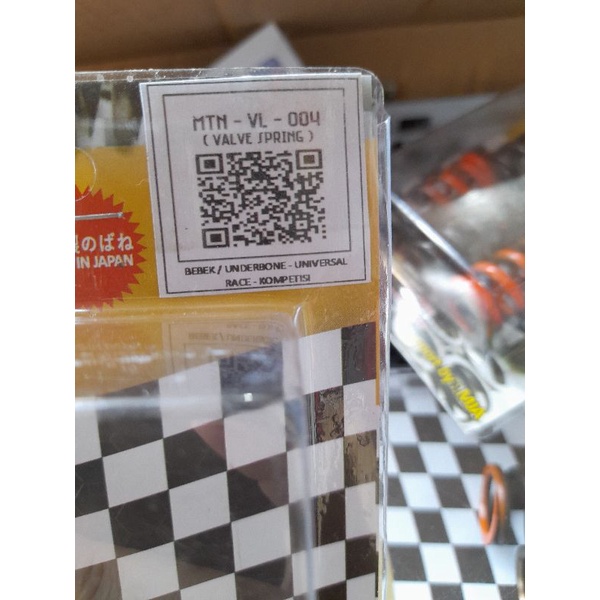 MTN - VL - 004
( VALVE SPRING )
BEBEK / UNDERBONE - UNIVERSAL
RACE - KOMPETISI
のばね
IN JAPAN